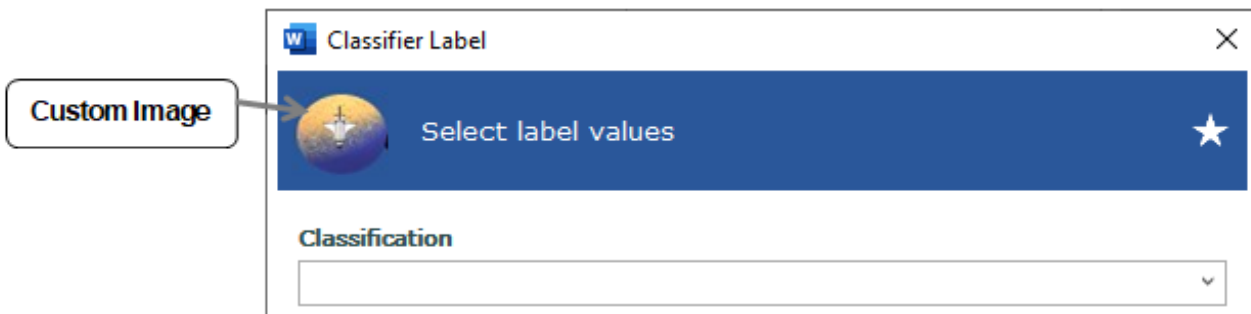 Classifier Label
Custom Image
Select label values
Classification